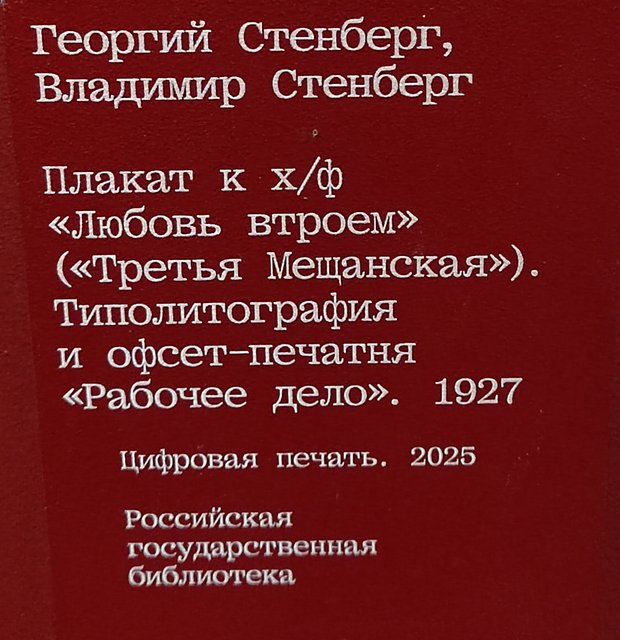 Георгий Стенберг,
Владимир Стенберг
Плакат к х/ф
«Любовь втроем»
(«Третья Мещанская»).
Типолитография
и офсет-печатня
«Рабочее дело». 1927
Цифровая печать. 2025
Российская
государственная
библиотека